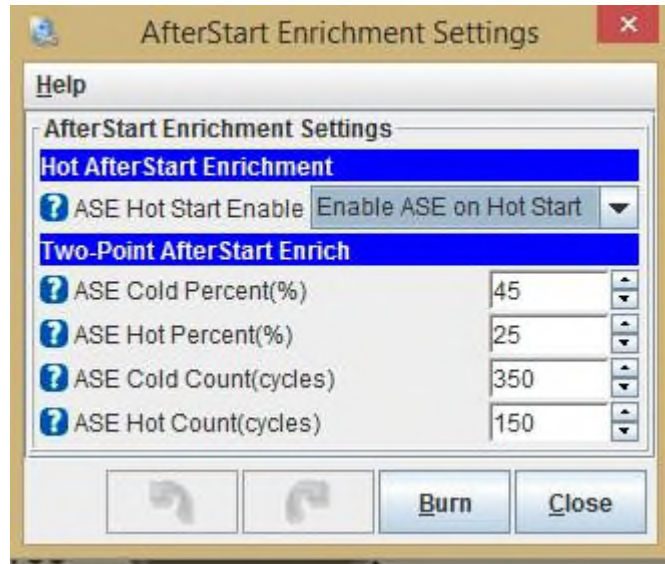 AfterStart Enrichment Settings
×
Help
AfterStart Enrichment Settings
Hot AfterStart Enrichment
? ASE Hot Start Enable Enable ASE on Hot Start
Two-Point AfterStart Enrich
? ASE Cold Percent(%) 45
? ASE Hot Percent(%) 25
? ASE Cold Count(cycles) 350
? ASE Hot Count(cycles) 150
Burn Close